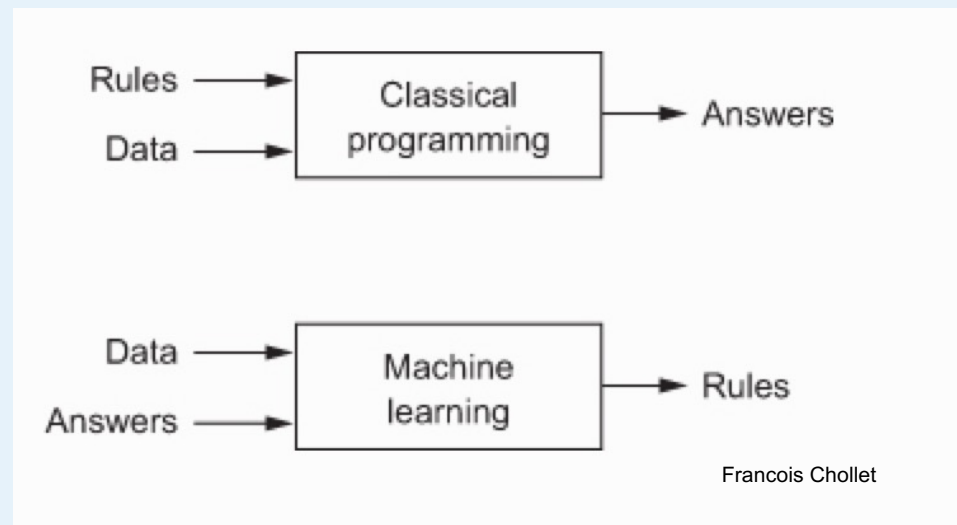 Rules
Data
Classical
programming
Answers
Data
Answers
Machine
learning
Rules
Francois Chollet